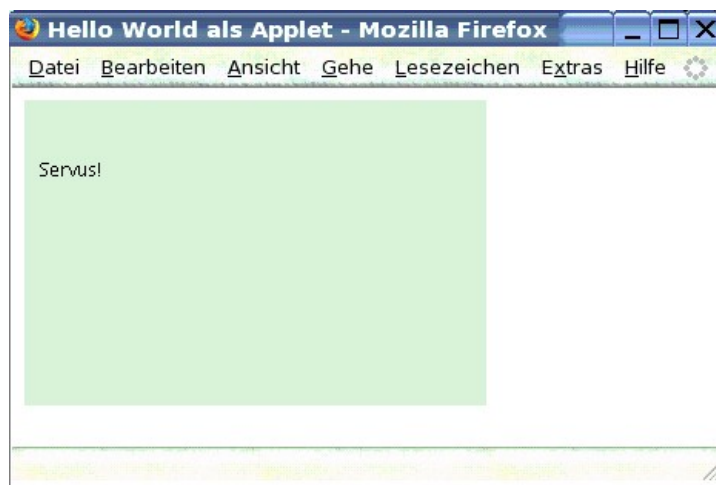 Hello World als Applet - Mozilla Firefox
Datei Bearbeiten Ansicht Gehe Lesezeichen Extras Hilfe
Servus!